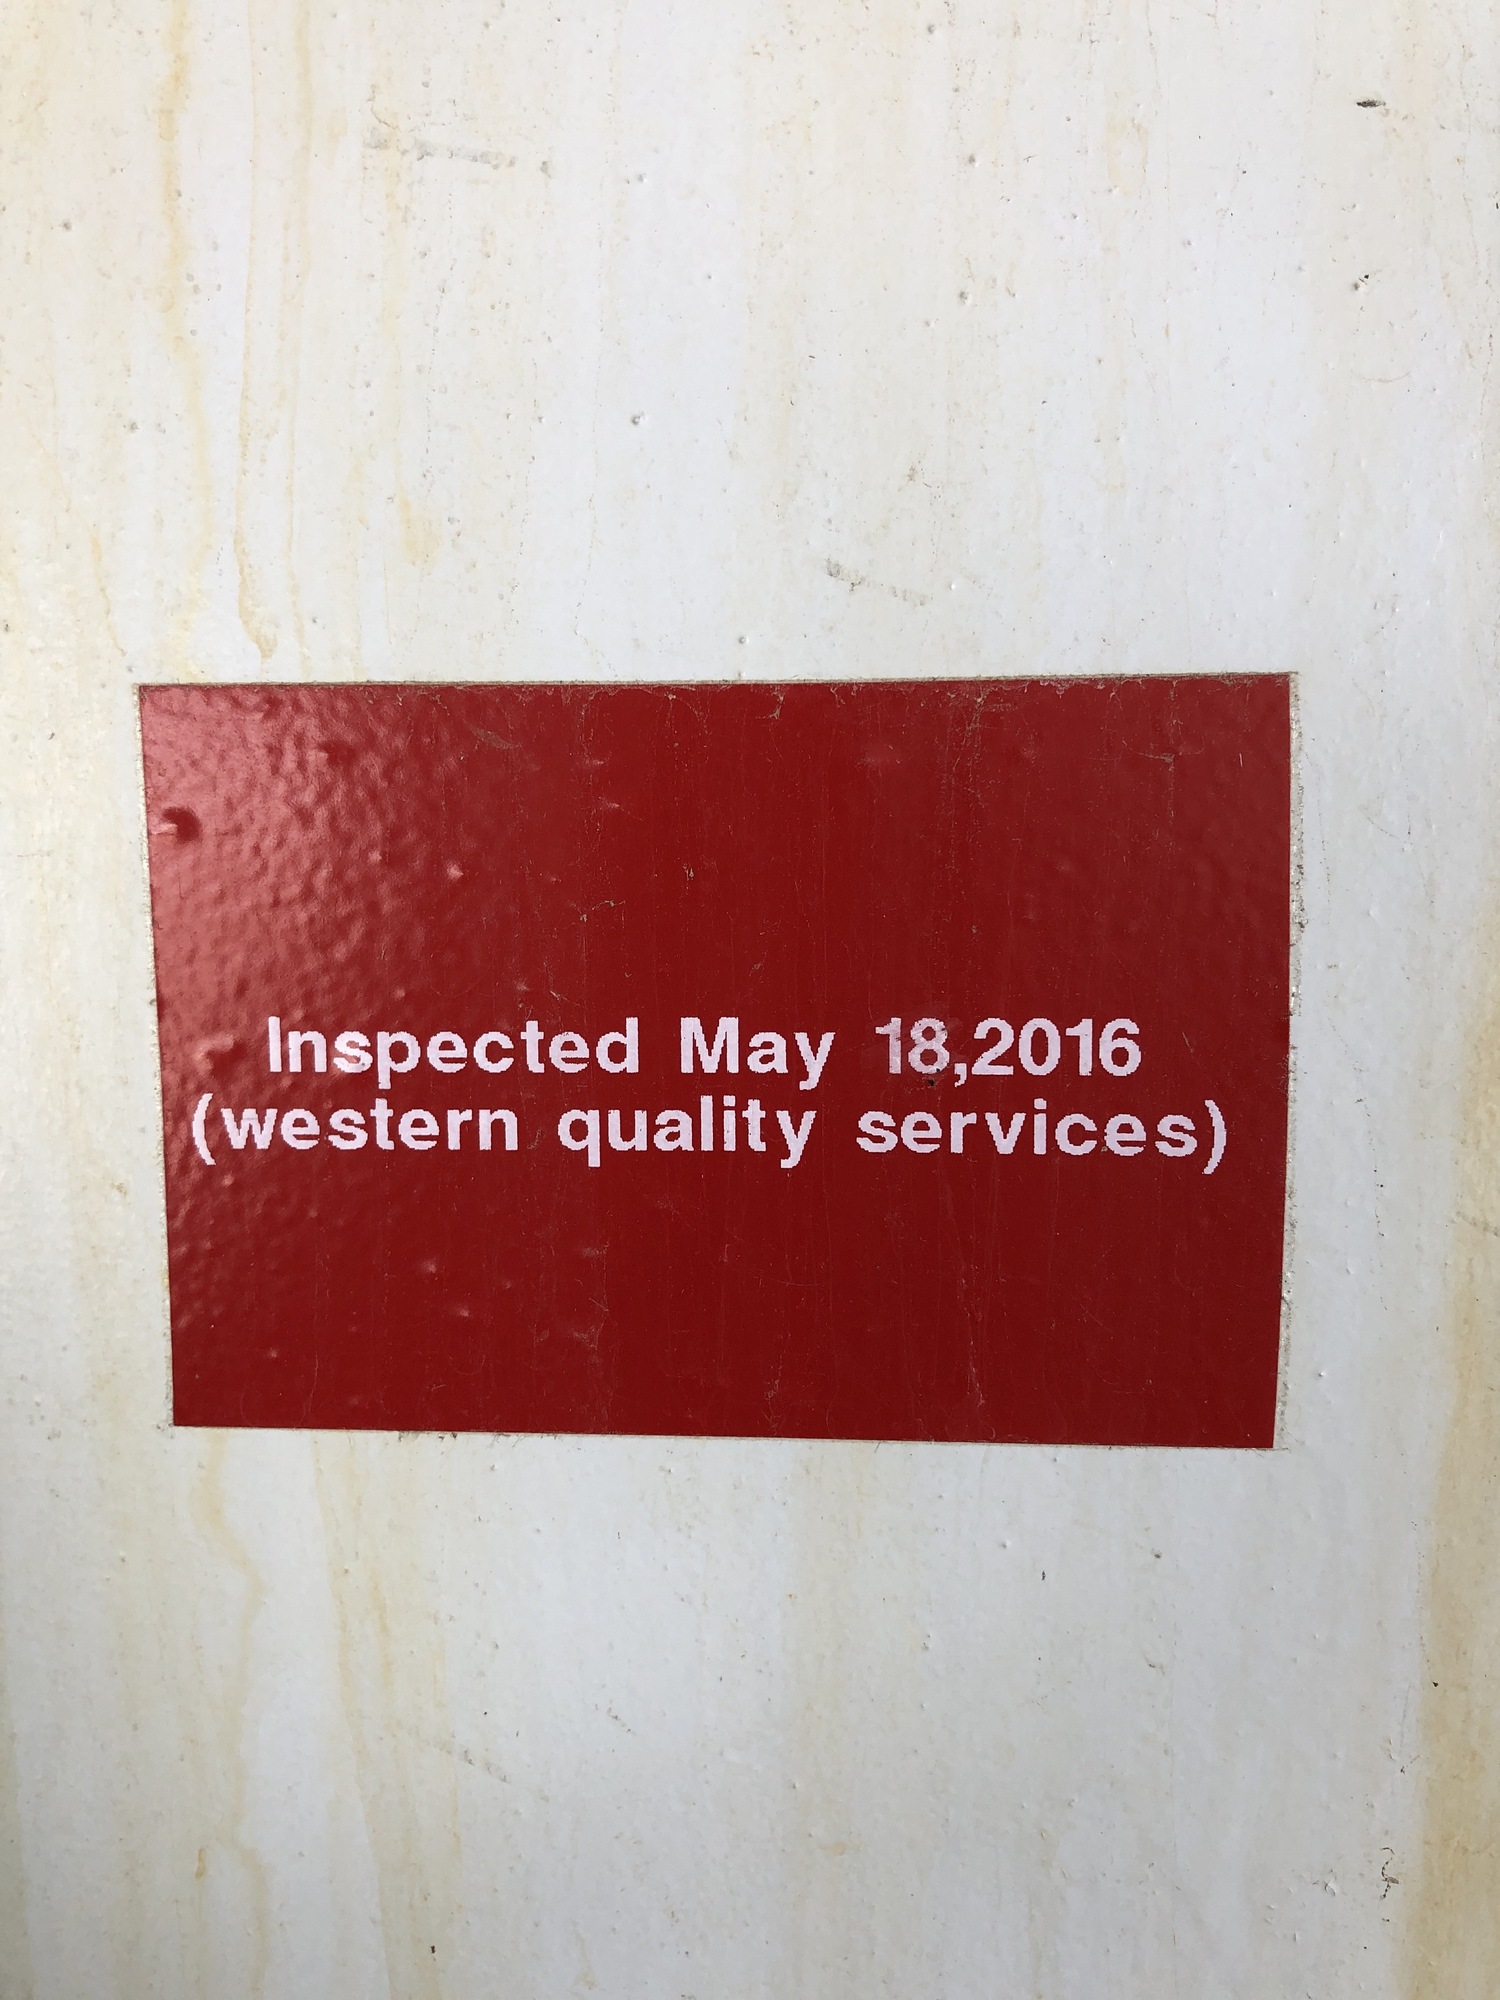 Inspected May 18,2016
(western quality services)